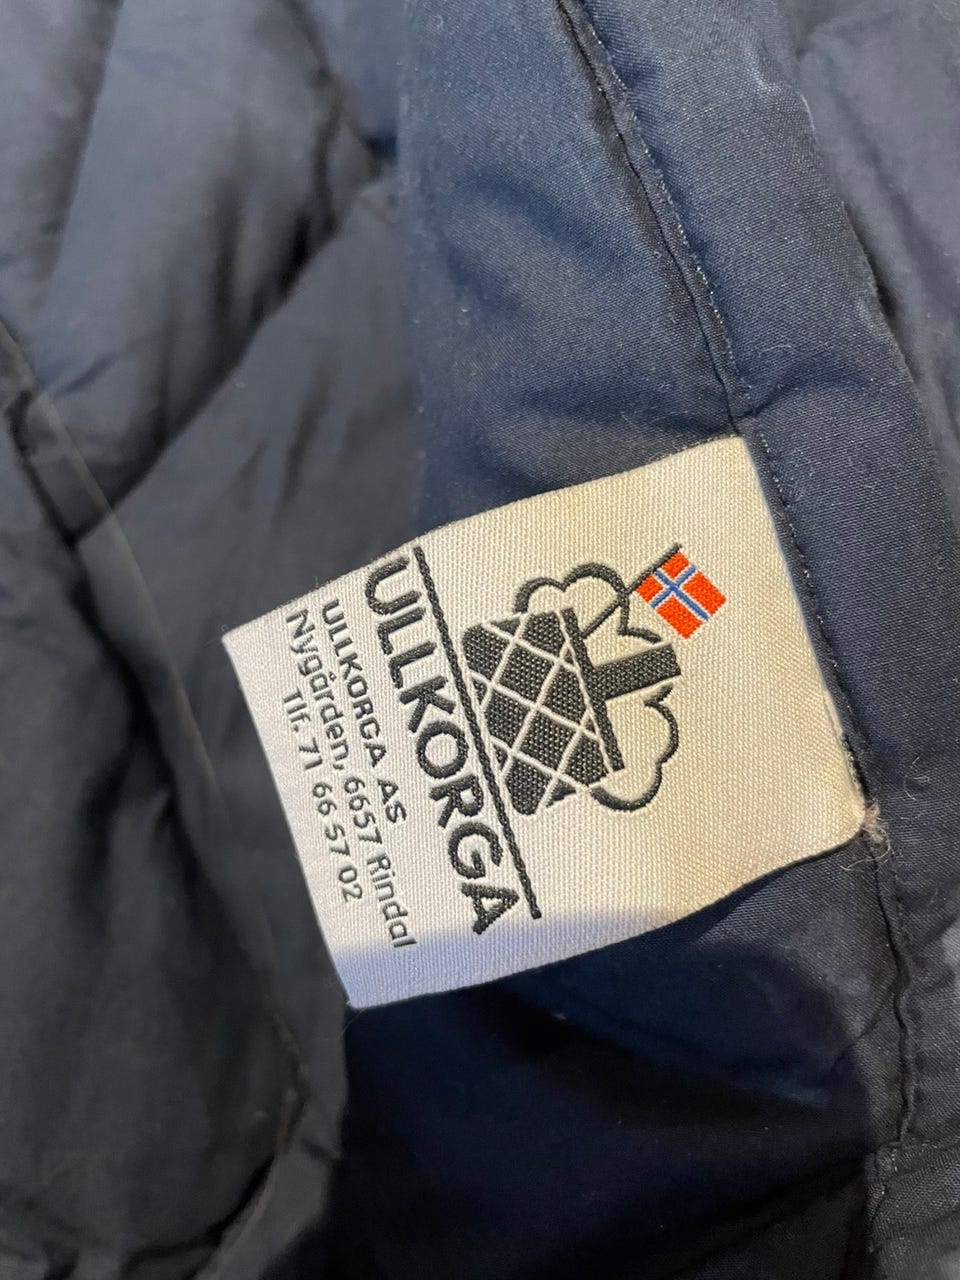 ULLKORGA
ULLKORGA AS
Nygården, 6657 Rindal
Tlf. 71 66 57 02